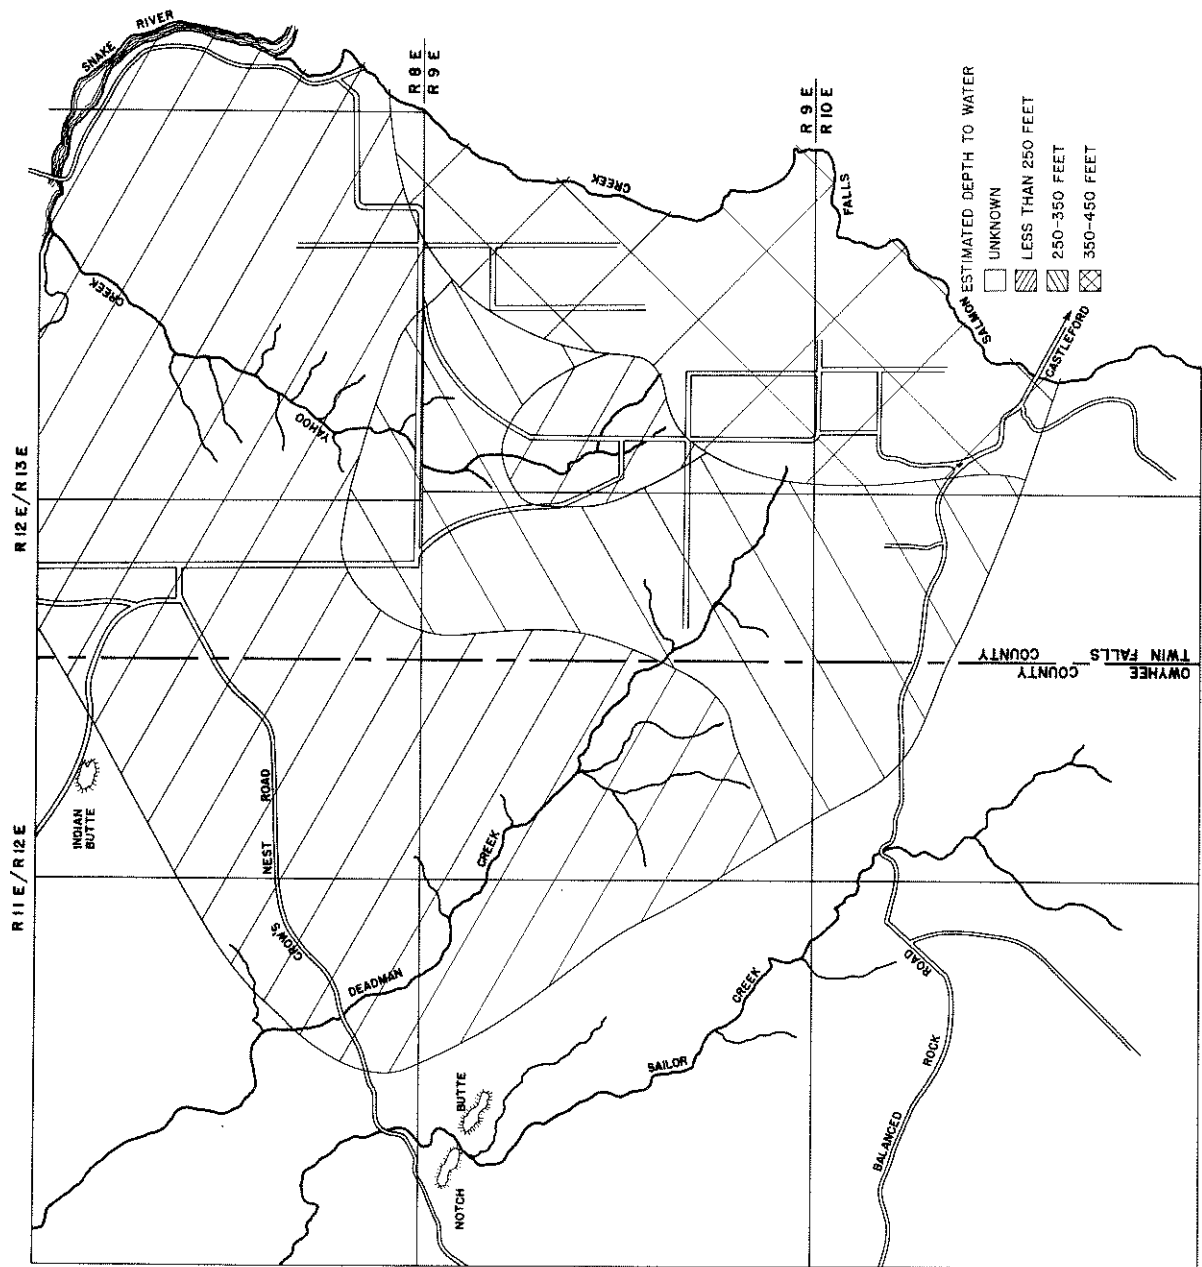 SNAKE RIVER
R 8 E
R 9 E
R 9 E
R 10 E
CREEK
FALLS
SALMON
CASTLEFORD
ESTIMATED DEPTH TO WATER
UNKNOWN
LESS THAN 250 FEET
250-350 FEET
350-450 FEET
CREEK
YAHOO
R 12 E / R 13 E
TWIN FALLS COUNTY
OWYHEE COUNTY
INDIAN
BUTTE
R 11 E / R 12 E
CROW'S NEST ROAD
DEADMAN CREEK
SAILOR CREEK
NOTCH BUTTE
BALANCED ROCK ROAD